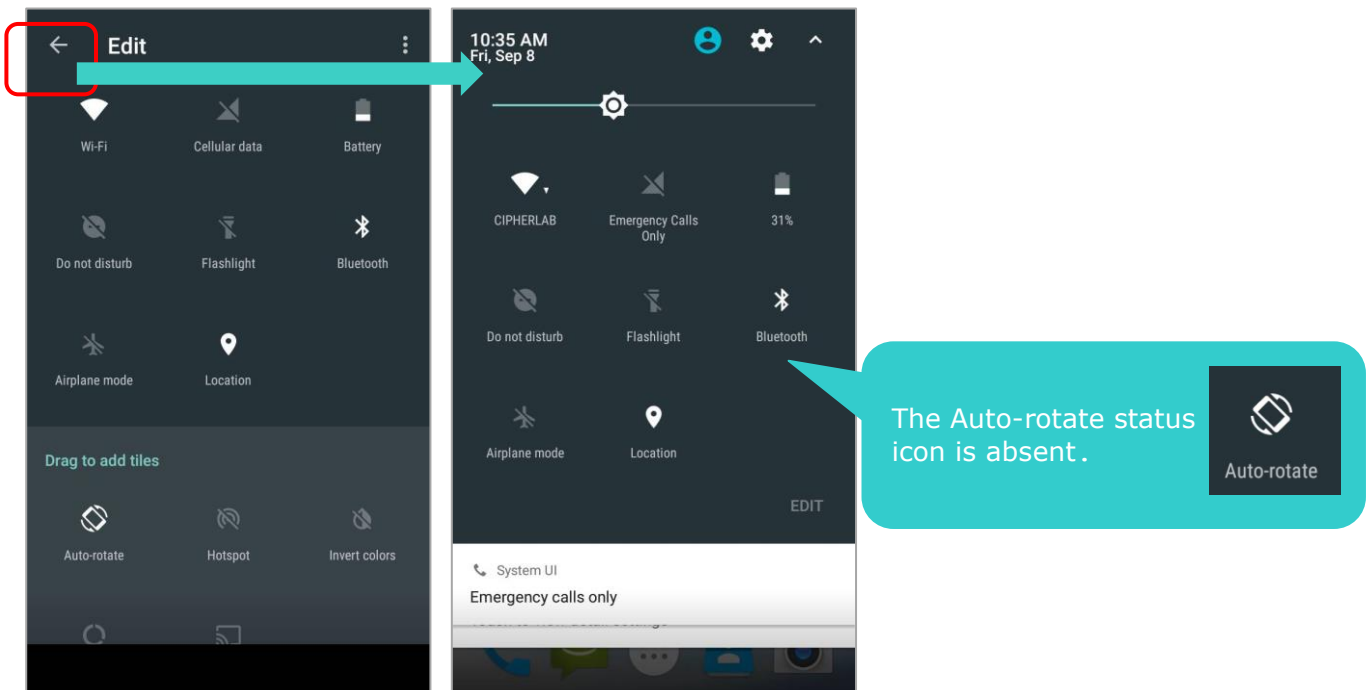 Edit
Wi-Fi
Cellular data
Battery
Do not disturb
Flashlight
Bluetooth
Airplane mode
Location
Drag to add tiles
Auto-rotate
Hotspot
Invert colors
10:35 AM
Fri, Sep 8
CIPHERLAB
Emergency Calls
Only
31%
Do not disturb
Flashlight
Bluetooth
Airplane mode
Location
EDIT
System UI
Emergency calls only
The Auto-rotate status
icon is absent.
Auto-rotate